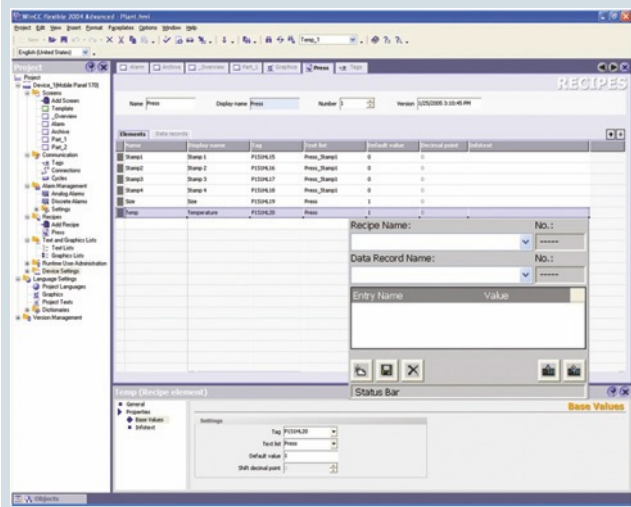 WinCC flexible 2004 Advanced - Plant.hmi
Project Edit View Insert Format Faceplates Options Window Help
New
Temp_1
English (United States)
Project
Alarm Archive _Overview Part_1 Graphics Press Tags
RECIPES
Project
Device_1(Mobile Panel 170)
Screens
Add Screen
Template
_Overview
Alarm
Archive
Part_1
Part_2
Communication
Tags
Connections
Cycles
Alarm Management
Analog Alarms
Discrete Alarms
Settings
Recipes
Add Recipe
Press
Text and Graphics Lists
Text Lists
Graphics Lists
Runtime User Administration
Device Settings
Language Settings
Project Languages
Graphics
Project Texts
Dictionaries
Version Management
Name Press Display name Press Number 1 Version 1/25/2005 3:10:45 PM
Elements Data records
Name Display name Tag Text list Default value Decimal point Infotext
Stamp1 Stamp 1 Press_Stamp1 0 0
Stamp2 Stamp 2 Press_Stamp1 0 0
Stamp3 Stamp 3 Press_Stamp1 0 0
Stamp4 Stamp 4 Press_Stamp1 0 0
Size Size Press 1 0
Temp Temperature Press 1 0
Recipe Name: No.:
-----
Data Record Name: No.:
-----
Entry Name Value
Status Bar
Temp (Recipe element)
General
Properties
Base Values
Infotext
Base Values
Settings
Tag
Text list Press
Default value
Shift decimal point
Objects